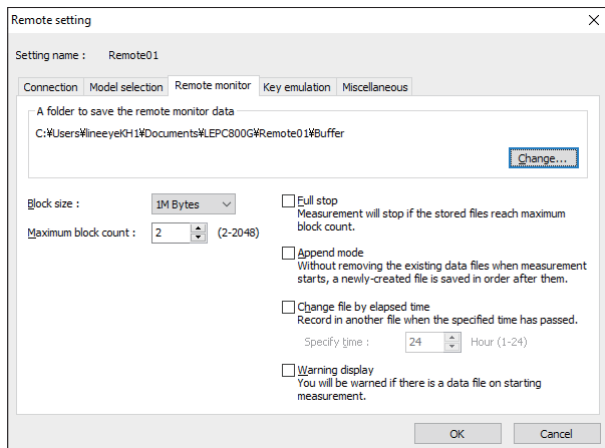 Remote setting
Setting name : Remote01
Connection Model selection Remote monitor Key emulation Miscellaneous
A folder to save the remote monitor data
C:¥Users¥lineeyeKH1¥Documents¥LEPC800G¥Remote01¥Buffer
Change...
Block size : 1M Bytes
Maximum block count : 2 (2-2048)
Full stop
Measurement will stop if the stored files reach maximum
block count.
Append mode
Without removing the existing data files when measurement
starts, a newly-created file is saved in order after them.
Change file by elapsed time
Record in another file when the specified time has passed.
Specify time : 24 Hour (1-24)
Warning display
You will be warned if there is a data file on starting
measurement.
OK Cancel